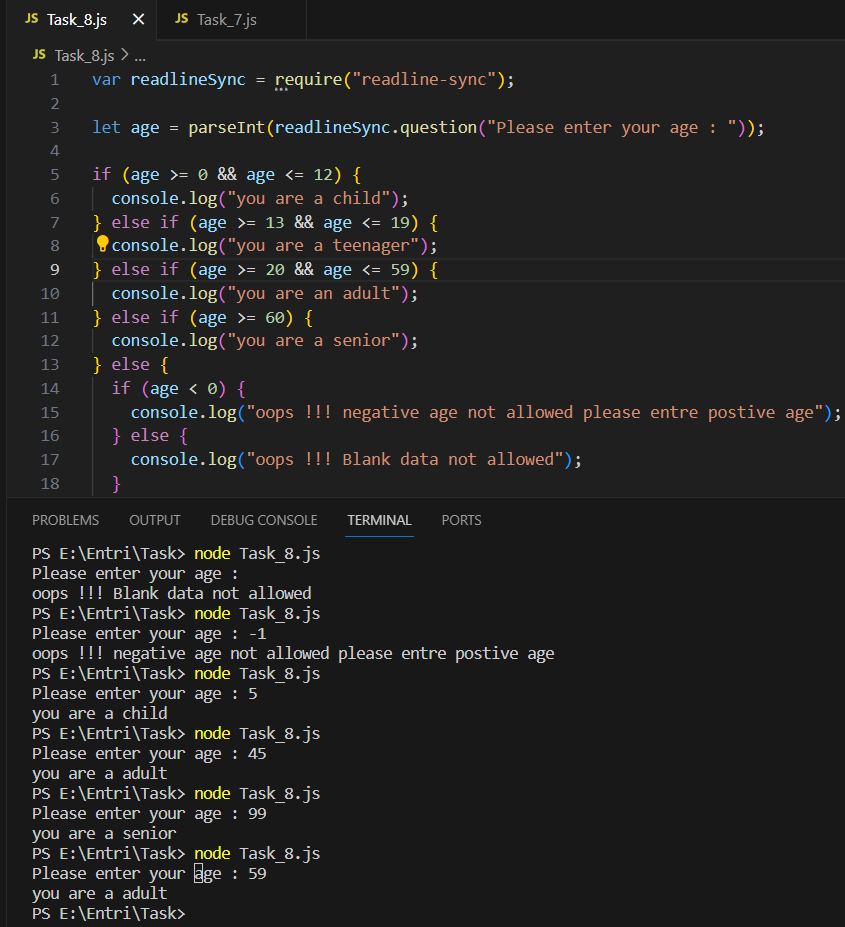 JS Task_8.js × JS Task_7.js
JS Task_8.js > ...
1 var readlineSync = require("readline-sync");
2
3 let age = parseInt(readlineSync.question("Please enter your age : "));
4
5 if (age >= 0 && age <= 12) {
6 console.log("you are a child");
7 } else if (age >= 13 && age <= 19) {
8 console.log("you are a teenager");
9 } else if (age >= 20 && age <= 59) {
10 console.log("you are an adult");
11 } else if (age >= 60) {
12 console.log("you are a senior");
13 } else {
14 if (age < 0) {
15 console.log("oops !!! negative age not allowed please entre postive age");
16 } else {
17 console.log("oops !!! Blank data not allowed");
18 }
PROBLEMS OUTPUT DEBUG CONSOLE TERMINAL PORTS
PS E:\Entri\Task> node Task_8.js
Please enter your age :
oops !!! Blank data not allowed
PS E:\Entri\Task> node Task_8.js
Please enter your age : -1
oops !!! negative age not allowed please entre postive age
PS E:\Entri\Task> node Task_8.js
Please enter your age : 5
you are a child
PS E:\Entri\Task> node Task_8.js
Please enter your age : 45
you are a adult
PS E:\Entri\Task> node Task_8.js
Please enter your age : 99
you are a senior
PS E:\Entri\Task> node Task_8.js
Please enter your age : 59
you are a adult
PS E:\Entri\Task>